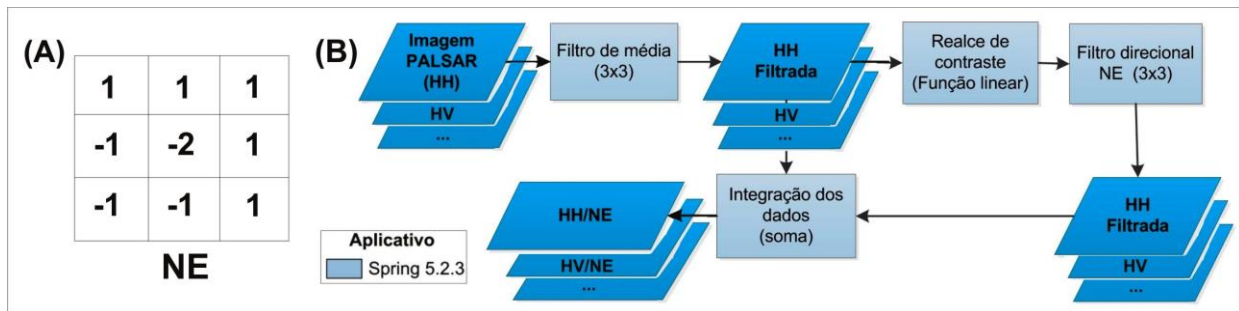 (A)
1 1 1
-1 -2 1
-1 -1 1
NE
(B)
Imagem
PALSAR
(HH)
HV
...
Filtro de média
(3x3)
HH
Filtrada
HV
...
Realce de
contraste
(Função linear)
Filtro direcional
NE (3x3)
HH
Filtrada
HV
...
Integração dos
dados
(soma)
HH/NE
HV/NE
...
Aplicativo
Spring 5.2.3